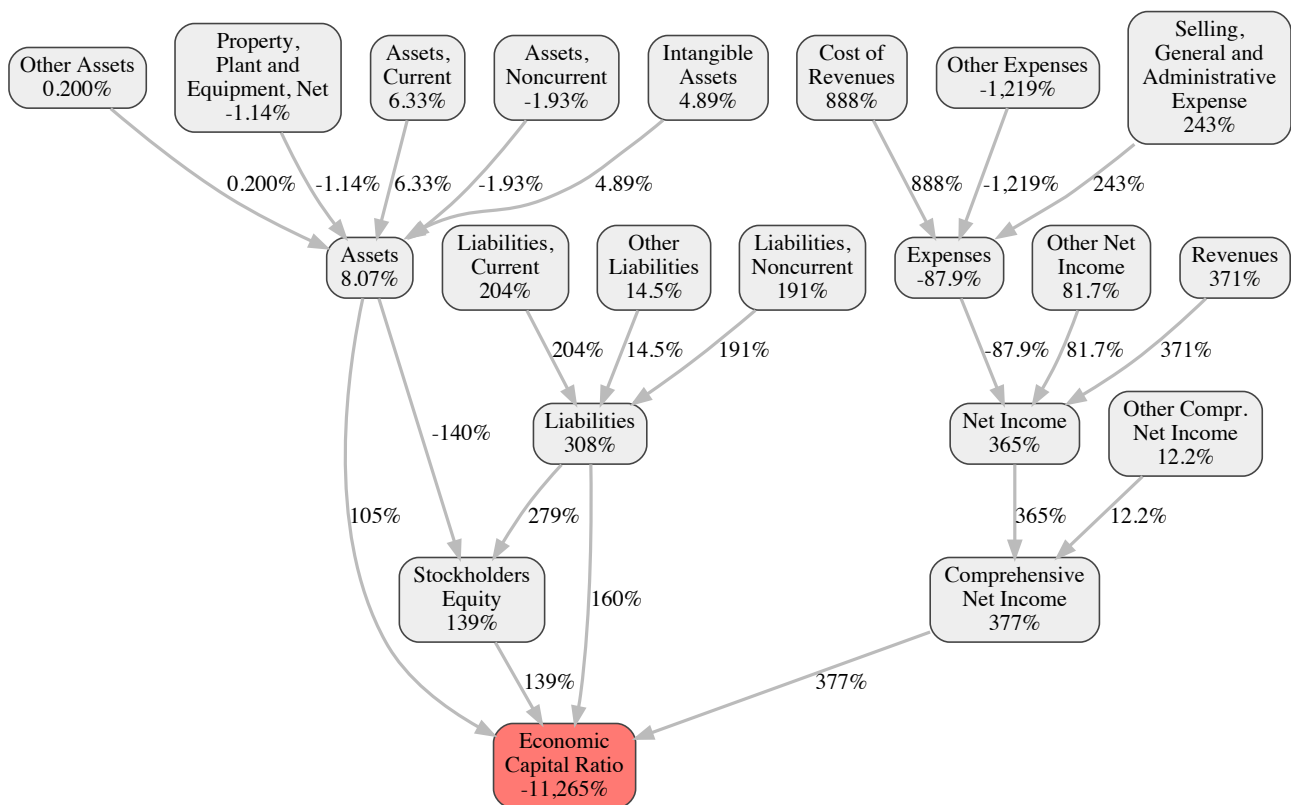 Other Assets
0.200%
Property,
Plant and
Equipment, Net
-1.14%
Assets,
Current
6.33%
Assets,
Noncurrent
-1.93%
Intangible
Assets
4.89%
Cost of
Revenues
888%
Other Expenses
-1,219%
Selling,
General and
Administrative
Expense
243%
0.200%
-1.14%
6.33%
-1.93%
4.89%
888%
-1,219%
243%
Assets
8.07%
Liabilities,
Current
204%
Other
Liabilities
14.5%
Liabilities,
Noncurrent
191%
Expenses
-87.9%
Other Net
Income
81.7%
Revenues
371%
204%
14.5%
191%
-87.9%
81.7%
371%
-140%
Liabilities
308%
Net Income
365%
Other Compr.
Net Income
12.2%
105%
279%
365%
12.2%
Stockholders
Equity
139%
160%
Comprehensive
Net Income
377%
139%
377%
Economic
Capital Ratio
-11,265%